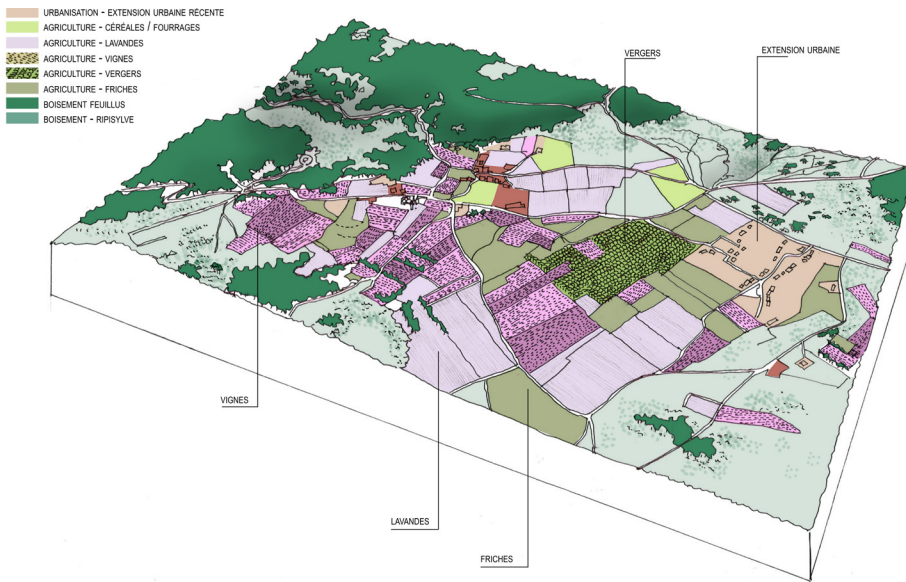 URBANISATION - EXTENSION URBAINE RÉCENTE
AGRICULTURE - CÉRÉALES / FOURRAGES
AGRICULTURE - LAVANDES
AGRICULTURE - VIGNES
AGRICULTURE - VERGERS
AGRICULTURE - FRICHES
BOISEMENT FEUILLUS
BOISEMENT - RIPISYLVE
VERGERS
EXTENSION URBAINE
VIGNES
LAVANDES
FRICHES